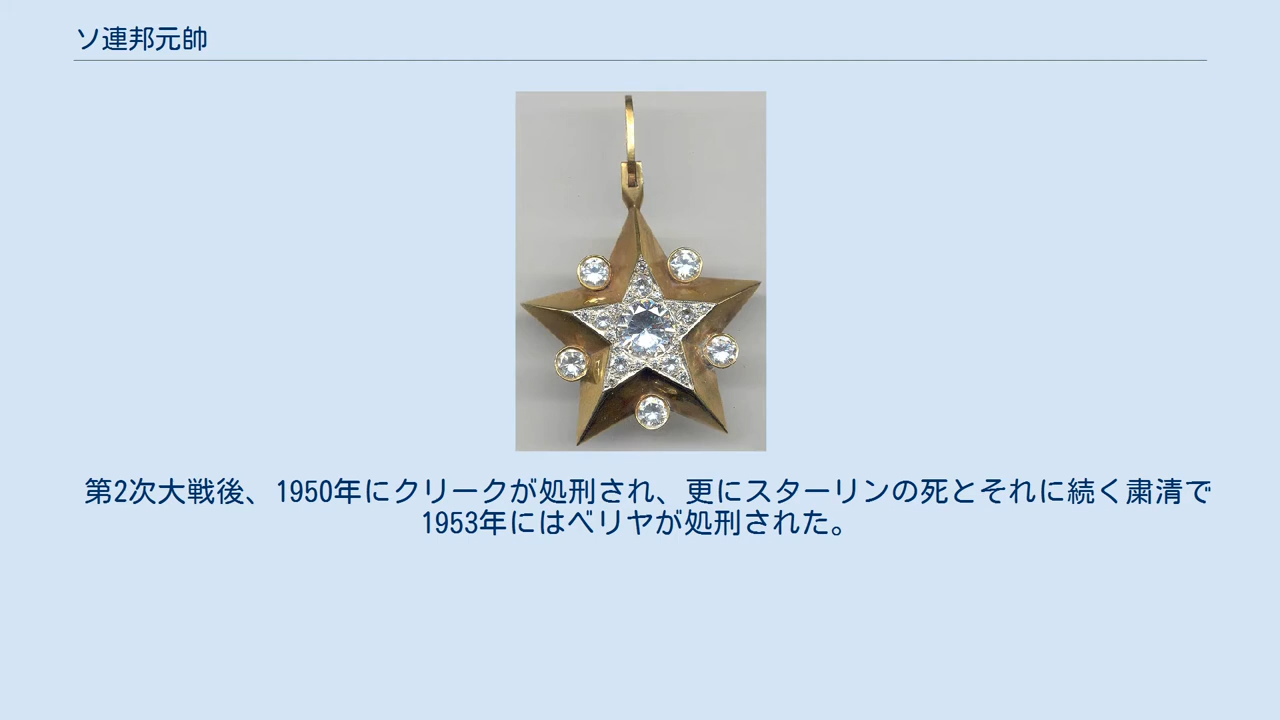 ソ連邦元帥
第2次大戦後、1950年にクリークが処刑され、更にスターリンの死とそれに続く粛清で
1953年にはベリヤが処刑された。